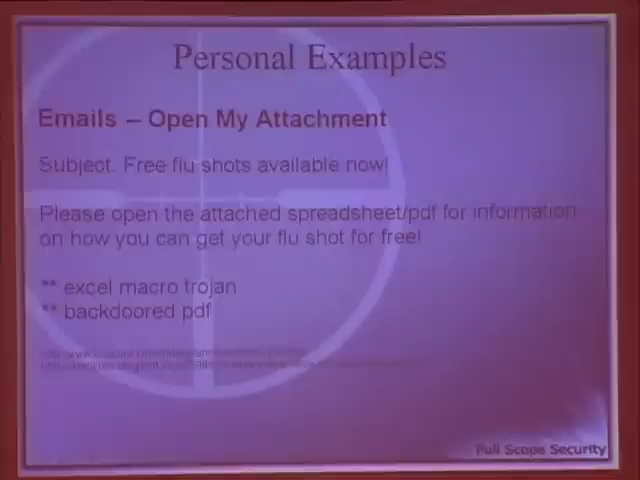 Personal Examples
Emails – Open My Attachment
Subject: Free flu shots available now!
Please open the attached spreadsheet/pdf for information
on how you can get your flu shot for free!
** excel macro trojan
** backdoored pdf
Full Scope Security